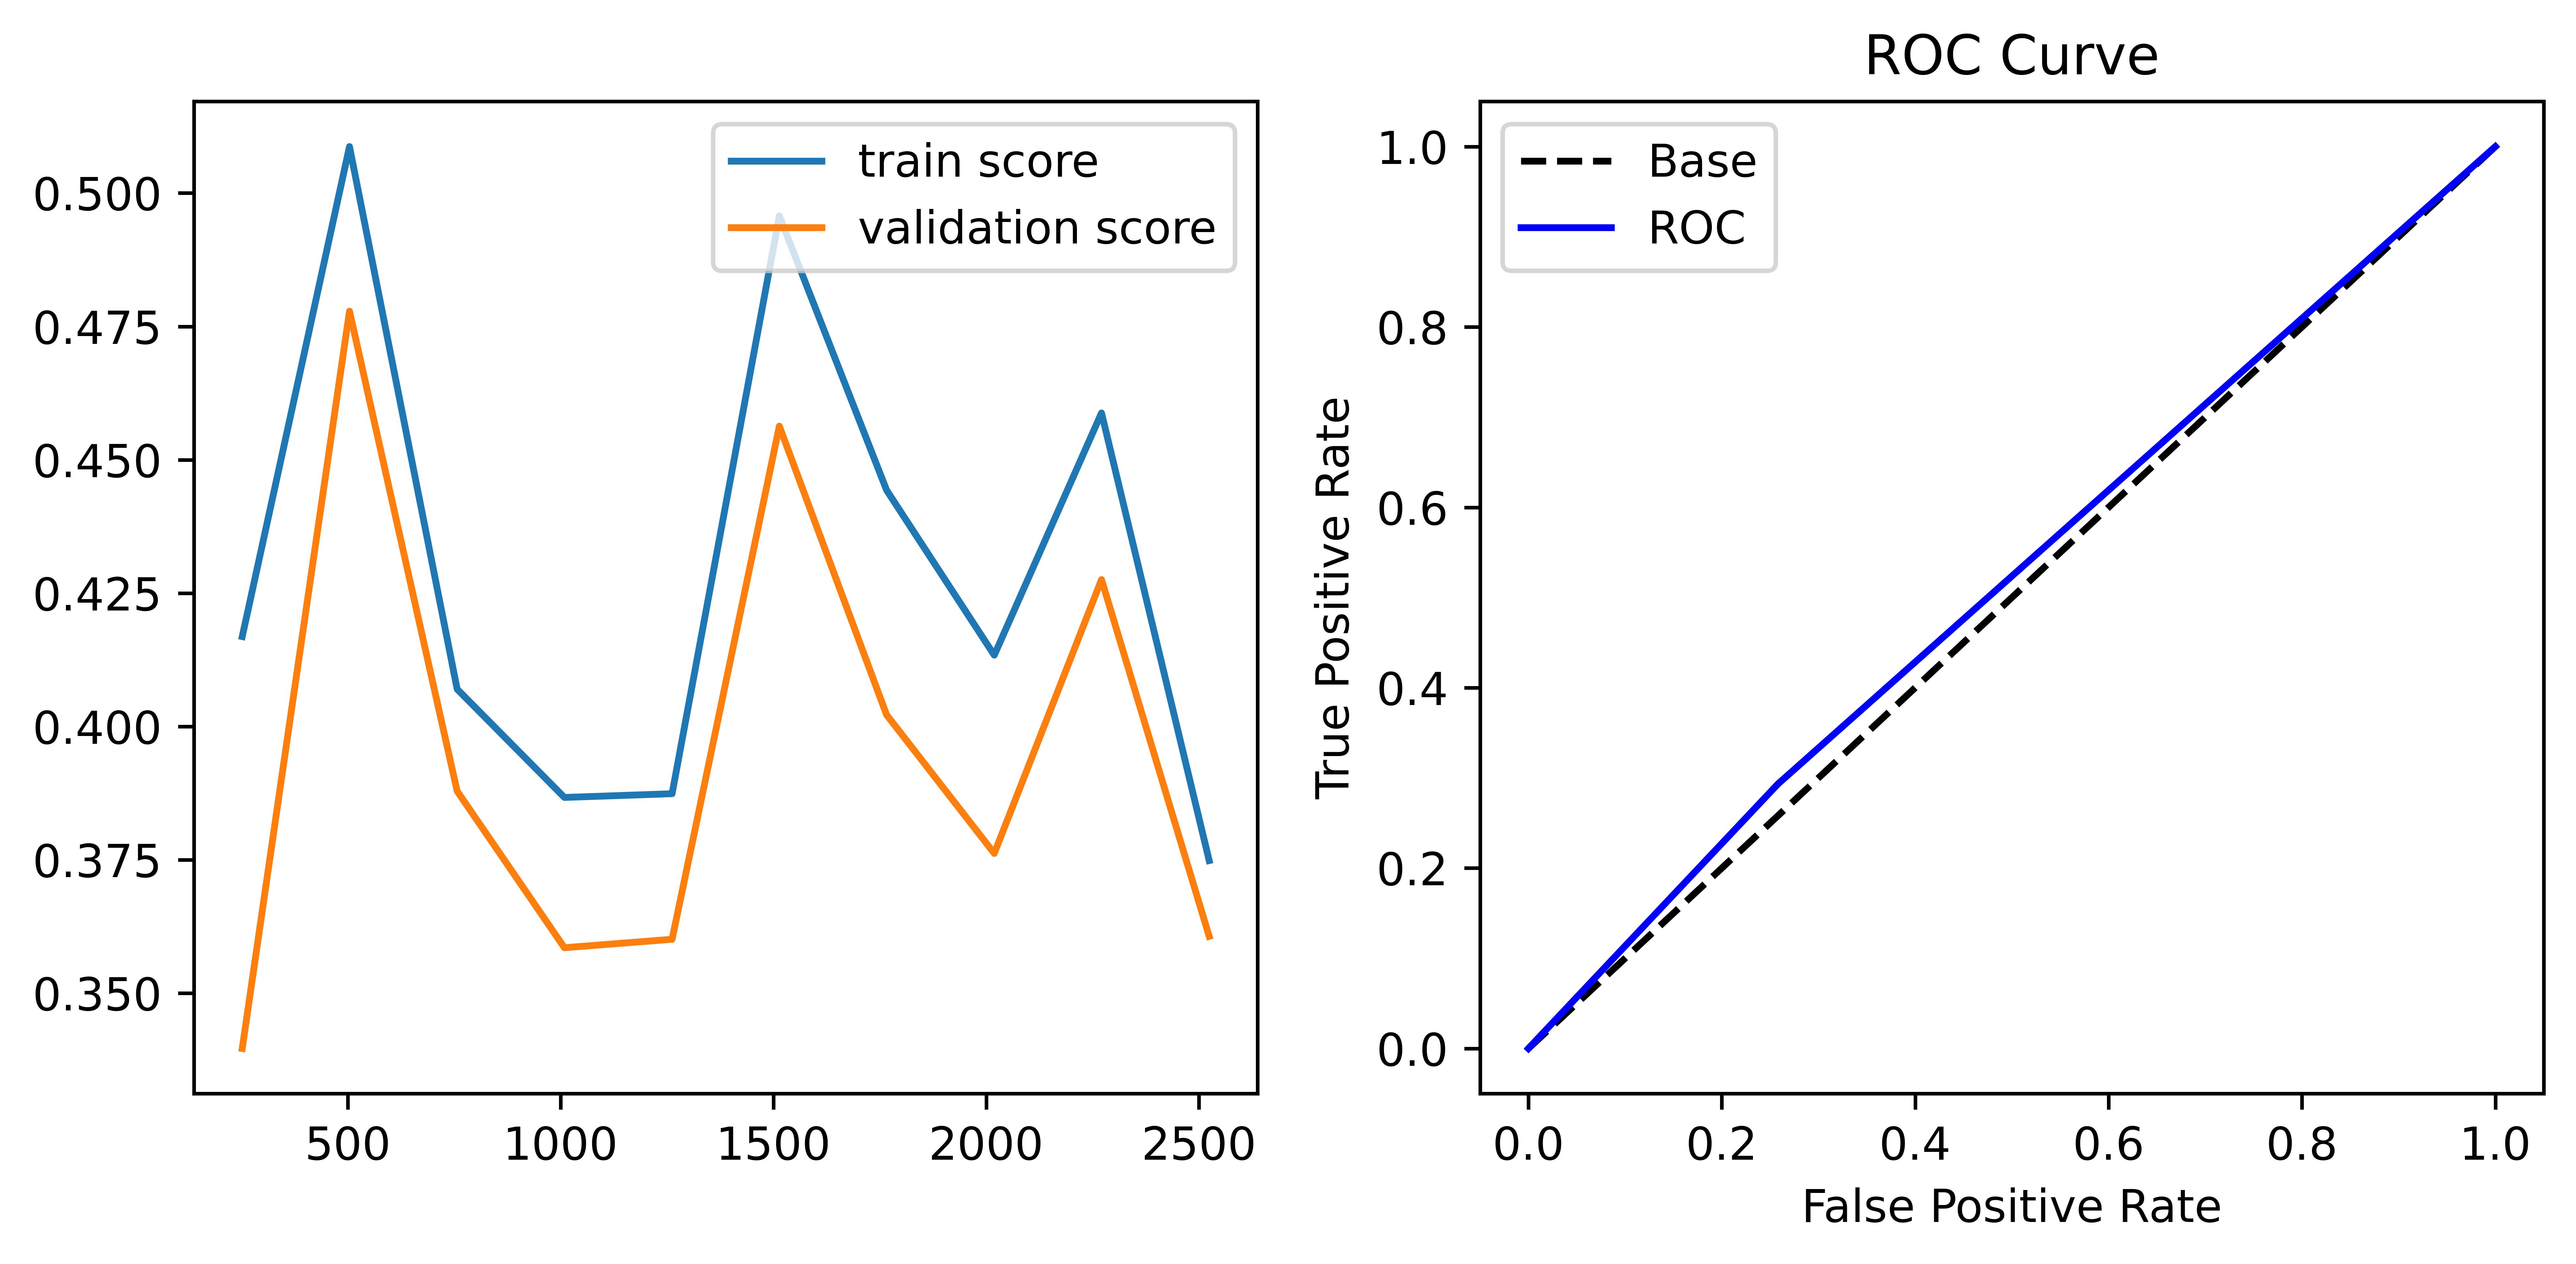 train score
validation score
0.500
0.475
0.450
0.425
0.400
0.375
0.350
500 1000 1500 2000 2500
ROC Curve
Base
ROC
True Positive Rate
1.0
0.8
0.6
0.4
0.2
0.0
0.0 0.2 0.4 0.6 0.8 1.0
False Positive Rate